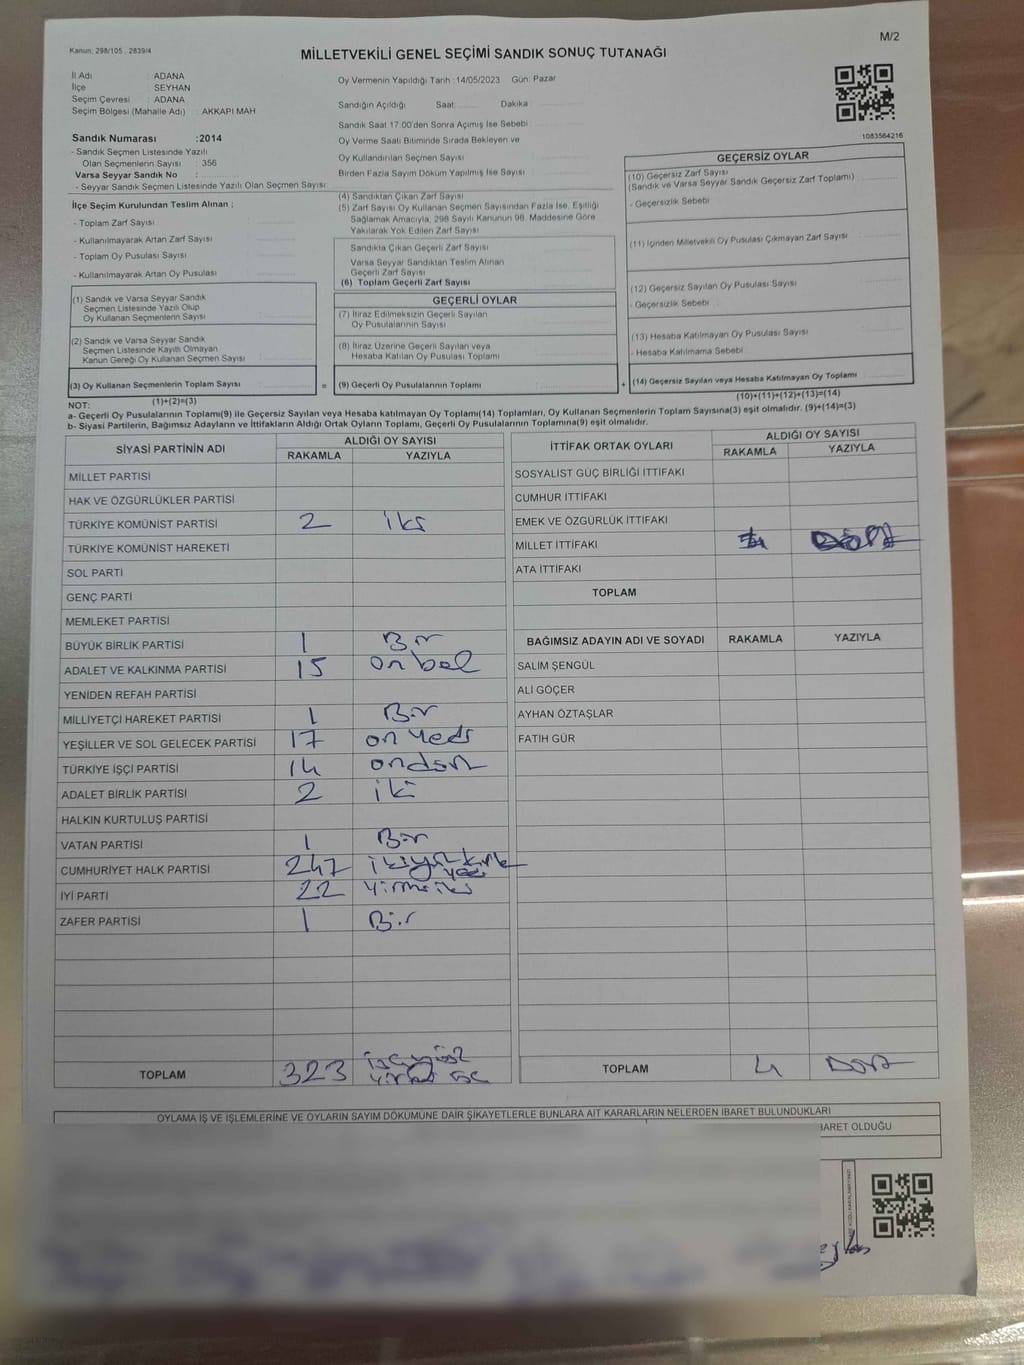 Kanun: 298/105 , 2839/4
M/2
MİLLETVEKİLİ GENEL SEÇİMİ SANDIK SONUÇ TUTANAĞI
İl Adı : ADANA
İlçe SEYHAN
Seçim Çevresi : ADANA
Seçim Bölgesi (Mahalle Adı) : AKKAPI MAH
Sandık Numarası :2014
- Sandık Seçmen Listesinde Yazılı
Olan Seçmenlerin Sayısı : 356
Varsa Seyyar Sandık No :
- Seyyar Sandık Seçmen Listesinde Yazılı Olan Seçmen Sayısı:
İlçe Seçim Kurulundan Teslim Alınan ;
- Toplam Zarf Sayısı
- Kullanılmayarak Artan Zarf Sayısı
- Toplam Oy Pusulası
- Kullanılmayarak Artan Oy Pusulası
(1) Sandık ve Varsa Seyyar Sandık
Seçmen Listesinde Yazılı Olup
Oy Kullanan Seçmenlerin Sayısı
(2) Sandık ve Varsa Seyyar Sandık
Seçmen Listesinde Kayıtlı Olmayan
Kanun Gereği Oy Kullanan Seçmen Sayısı
(3) Oy Kullanan Seçmenlerin Toplam Sayısı =
(1)+(2)=(3)
Oy Vermenin Yapıldığı Tarih : 14/05/2023 Gün: Pazar
Sandığın Açıldığı Saat: Dakika
Sandık Saat 17:00'den Sonra Açılmış İse Sebebi
Oy Verme Saati Bitiminde Sırada Bekleyen ve
Oy Kullandırılan Seçmen Sayısı
Birden Fazla Sayım Döküm Yapılmış İse Sayısı
(4) Sandıktan Çıkan Zarf Sayısı
(5) Zarf Sayısı Oy Kullanan Seçmen Sayısından Fazla İse, Eşitliği
Sağlamak Amacıyla, 298 Sayılı Kanunun 98. Maddesine Göre
Yakılarak Yok Edilen Zarf Sayısı
Sandıkta Çıkan Geçerli Zarf Sayısı
Varsa Seyyar Sandıktan Teslim Alınan
Geçerli Zarf Sayısı
(6) Toplam Geçerli Zarf Sayısı
GEÇERLİ OYLAR
(7) İtiraz Edilmeksizin Geçerli Sayılan
Oy Pusulalarının Sayısı
(8) İtiraz Üzerine Geçerli Sayılan veya
Hesaba Katılan Oy Pusulası Toplamı
(9) Geçerli Oy Pusulalarının Toplamı : +
1083564216
GEÇERSİZ OYLAR
(10) Geçersiz Zarf Sayısı
(Sandık ve Varsa Seyyar Sandık Geçersiz Zarf Toplamı)
- Geçersizlik Sebebi
(11) İçinden Milletvekili Oy Pusulası Çıkmayan Zarf Sayısı
(12) Geçersiz Sayılan Oy Pusulası Sayısı
- Geçersizlik Sebebi :
(13) Hesaba Katılmayan Oy Pusulası Sayısı
- Hesaba Katılmama Sebebi
(14) Geçersiz Sayılan veya Hesaba Katılmayan Oy Toplamı
(10)+(11)+(12)+(13)=(14)
NOT:
a- Geçerli Oy Pusulalarının Toplamı(9) ile Geçersiz Sayılan veya Hesaba katılmayan Oy Toplamı(14) Toplamları, Oy Kullanan Seçmenlerin Toplam Sayısına(3) eşit olmalıdır. (9)+(14)=(3)
b- Siyasi Partilerin, Bağımsız Adayların ve İttifakların Aldığı Ortak Oyların Toplamı, Geçerli Oy Pusulalarının Toplamına(9) eşit olmalıdır.
SİYASİ PARTİNİN ADI ALDIĞI OY SAYISI
RAKAMLA YAZIYLA
MİLLET PARTİSİ
HAK VE ÖZGÜRLÜKLER PARTİSİ
TÜRKİYE KOMÜNİST PARTİSİ 2 iki
TÜRKİYE KOMÜNİST HAREKETİ
SOL PARTİ
GENÇ PARTİ
MEMLEKET PARTİSİ
BÜYÜK BİRLİK PARTİSİ 1 Bir
ADALET VE KALKINMA PARTİSİ 15 on beş
YENİDEN REFAH PARTİSİ
MİLLİYETÇİ HAREKET PARTİSİ 1 Bir
YEŞİLLER VE SOL GELECEK PARTİSİ 17 on yedi
TÜRKİYE İŞÇİ PARTİSİ 14 ondört
ADALET BİRLİK PARTİSİ 2 iki
HALKIN KURTULUŞ PARTİSİ
VATAN PARTİSİ 1 Bir
CUMHURİYET HALK PARTİSİ 247 ikiyüz kırk yedi
İYİ PARTİ 22 Yirmi iki
ZAFER PARTİSİ 1 Bir
TOPLAM 323 üçyüz yirmi üç
İTTİFAK ORTAK OYLARI ALDIĞI OY SAYISI
RAKAMLA YAZIYLA
SOSYALİST GÜÇ BİRLİĞİ İTTİFAKI
CUMHUR İTTİFAKI
EMEK VE ÖZGÜRLÜK İTTİFAKI
MİLLET İTTİFAKI 4 Dört
ATA İTTİFAKI
TOPLAM
BAĞIMSIZ ADAYIN ADI VE SOYADI RAKAMLA YAZIYLA
SALİM ŞENGÜL
ALİ GÖÇER
AYHAN ÖZTAŞLAR
FATİH GÜR
TOPLAM 4 Dört
OYLAMA İŞ VE İŞLEMLERİNE VE OYLARIN SAYIM DÖKÜMÜNE DAİR ŞİKAYETLERLE BUNLARA AİT KARARLARIN NELERDEN İBARET BULUNDUKLARI
İBARET OLDUĞU